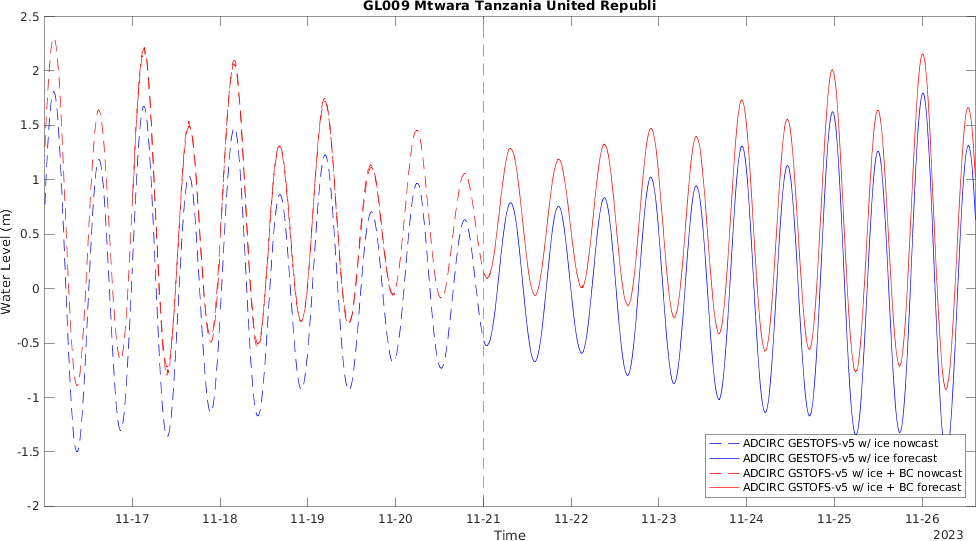 GL009 Mtwara Tanzania United Republi
2.5
2
1.5
1
0.5
0
-0.5
-1
-1.5
-2
Water Level (m)
11-17 11-18 11-19 11-20 11-21 11-22 11-23 11-24 11-25 11-26
Time
2023
ADCIRC GESTOFS-v5 w/ ice nowcast
ADCIRC GESTOFS-v5 w/ ice forecast
ADCIRC GSTOFS-v5 w/ ice + BC nowcast
ADCIRC GSTOFS-v5 w/ ice + BC forecast